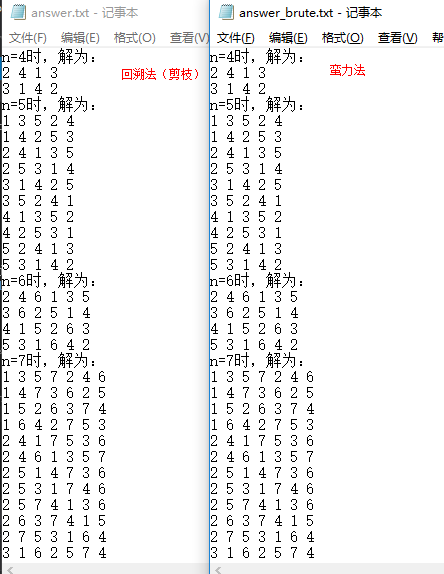 answer.txt - 记事本
文件(F) 编辑(E) 格式(O) 查看(V)
n=4时，解为：
2 4 1 3
3 1 4 2
n=5时，解为：
1 3 5 2 4
1 4 2 5 3
2 4 1 3 5
2 5 3 1 4
3 1 4 2 5
3 5 2 4 1
4 1 3 5 2
4 2 5 3 1
5 2 4 1 3
5 3 1 4 2
n=6时，解为：
2 4 6 1 3 5
3 6 2 5 1 4
4 1 5 2 6 3
5 3 1 6 4 2
n=7时，解为：
1 3 5 7 2 4 6
1 4 7 3 6 2 5
1 5 2 6 3 7 4
1 6 4 2 7 5 3
2 4 1 7 5 3 6
2 4 6 1 3 5 7
2 5 1 4 7 3 6
2 5 3 1 7 4 6
2 5 7 4 1 3 6
2 6 3 7 4 1 5
2 7 5 3 1 6 4
3 1 6 2 5 7 4
回溯法（剪枝）
answer_brute.txt - 记事本
文件(F) 编辑(E) 格式(O) 查看(V) 帮
n=4时，解为：
2 4 1 3
3 1 4 2
n=5时，解为：
1 3 5 2 4
1 4 2 5 3
2 4 1 3 5
2 5 3 1 4
3 1 4 2 5
3 5 2 4 1
4 1 3 5 2
4 2 5 3 1
5 2 4 1 3
5 3 1 4 2
n=6时，解为：
2 4 6 1 3 5
3 6 2 5 1 4
4 1 5 2 6 3
5 3 1 6 4 2
n=7时，解为：
1 3 5 7 2 4 6
1 4 7 3 6 2 5
1 5 2 6 3 7 4
1 6 4 2 7 5 3
2 4 1 7 5 3 6
2 4 6 1 3 5 7
2 5 1 4 7 3 6
2 5 3 1 7 4 6
2 5 7 4 1 3 6
2 6 3 7 4 1 5
2 7 5 3 1 6 4
3 1 6 2 5 7 4
蛮力法